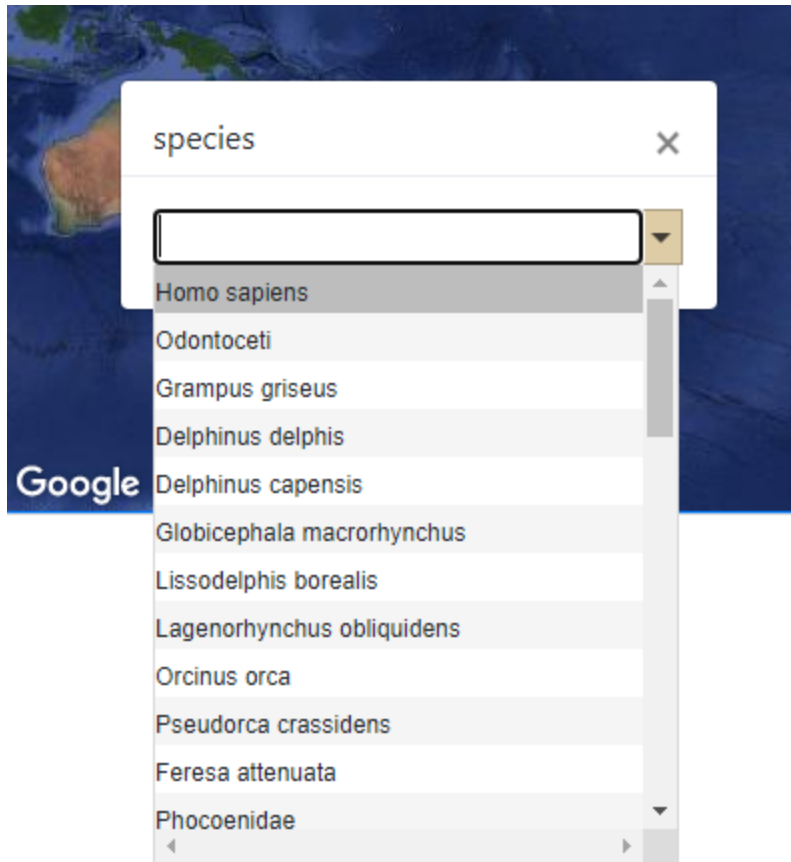 species
Homo sapiens
Odontoceti
Grampus griseus
Delphinus delphis
Google
Delphinus capensis
Globicephala macrorhynchus
Lissodelphis borealis
Lagenorhynchus obliquidens
Orcinus orca
Pseudorca crassidens
Feresa attenuata
Phocoenidae